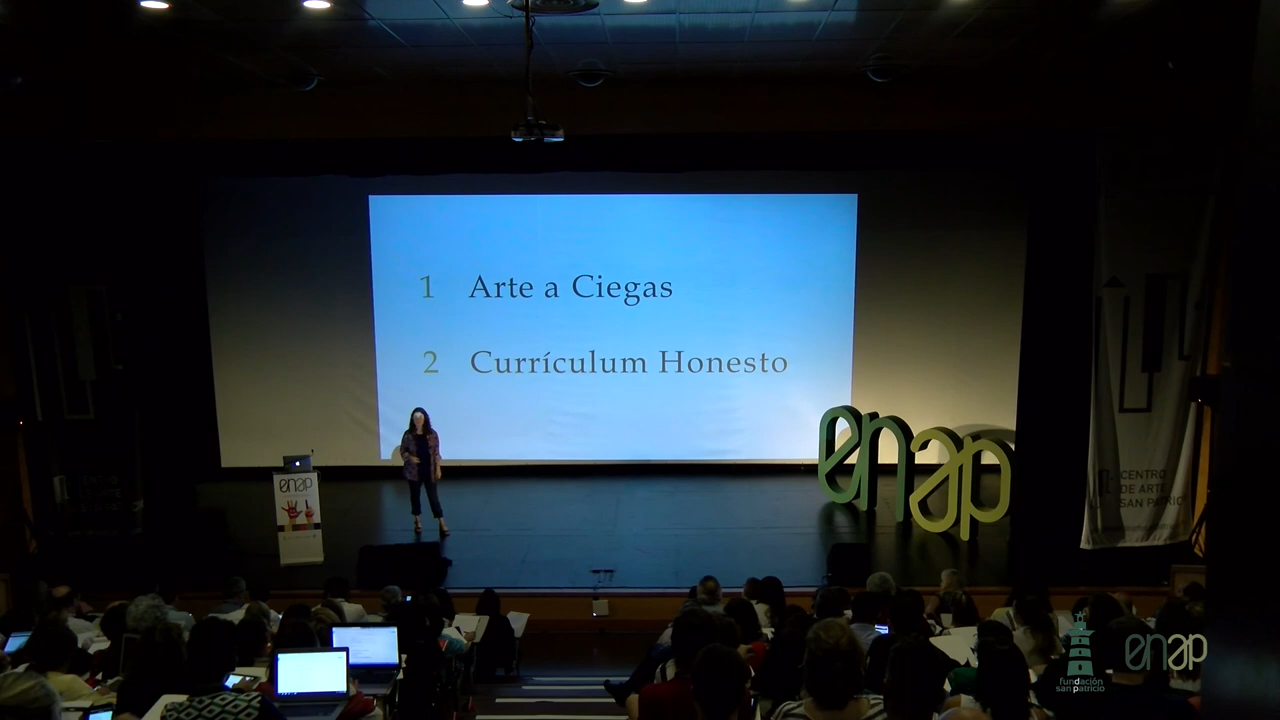 1 Arte a Ciegas
2 Currículum Honesto
enap
enap
CENTRO
DE ARTE
SAN PATRICIO
fundación
san patricio
enap